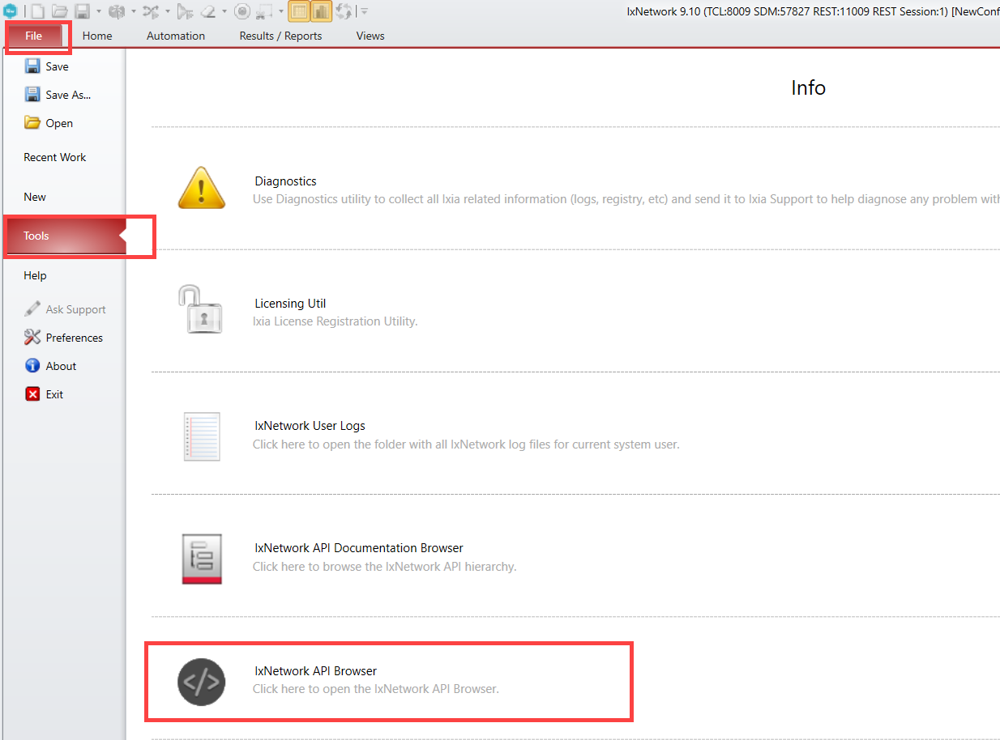 IxNetwork 9.10 (TCL:8009 SDM:57827 REST:11009 REST Session:1) [NewConf
File Home Automation Results / Reports Views
Save
Save As...
Open
Recent Work
New
Tools
Help
Ask Support
Preferences
About
Exit
Info
Diagnostics
Use Diagnostics utility to collect all Ixia related information (logs, registry, etc) and send it to Ixia Support to help diagnose any problem with
Licensing Util
Ixia License Registration Utility.
IxNetwork User Logs
Click here to open the folder with all IxNetwork log files for current system user.
IxNetwork API Documentation Browser
Click here to browse the IxNetwork API hierarchy.
IxNetwork API Browser
Click here to open the IxNetwork API Browser.